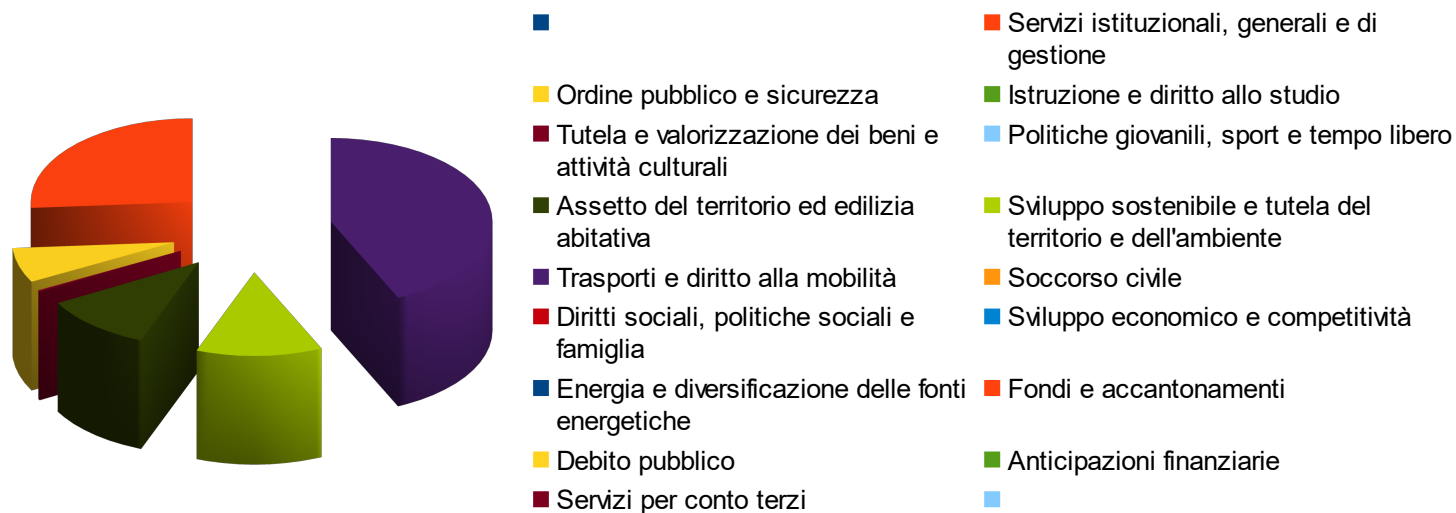 Servizi istituzionali, generali e di
gestione
Ordine pubblico e sicurezza
Istruzione e diritto allo studio
Tutela e valorizzazione dei beni e
attività culturali
Politiche giovanili, sport e tempo libero
Assetto del territorio ed edilizia
abitativa
Sviluppo sostenibile e tutela del
territorio e dell'ambiente
Trasporti e diritto alla mobilità
Soccorso civile
Diritti sociali, politiche sociali e
famiglia
Sviluppo economico e competitività
Energia e diversificazione delle fonti
energetiche
Fondi e accantonamenti
Debito pubblico
Anticipazioni finanziarie
Servizi per conto terzi